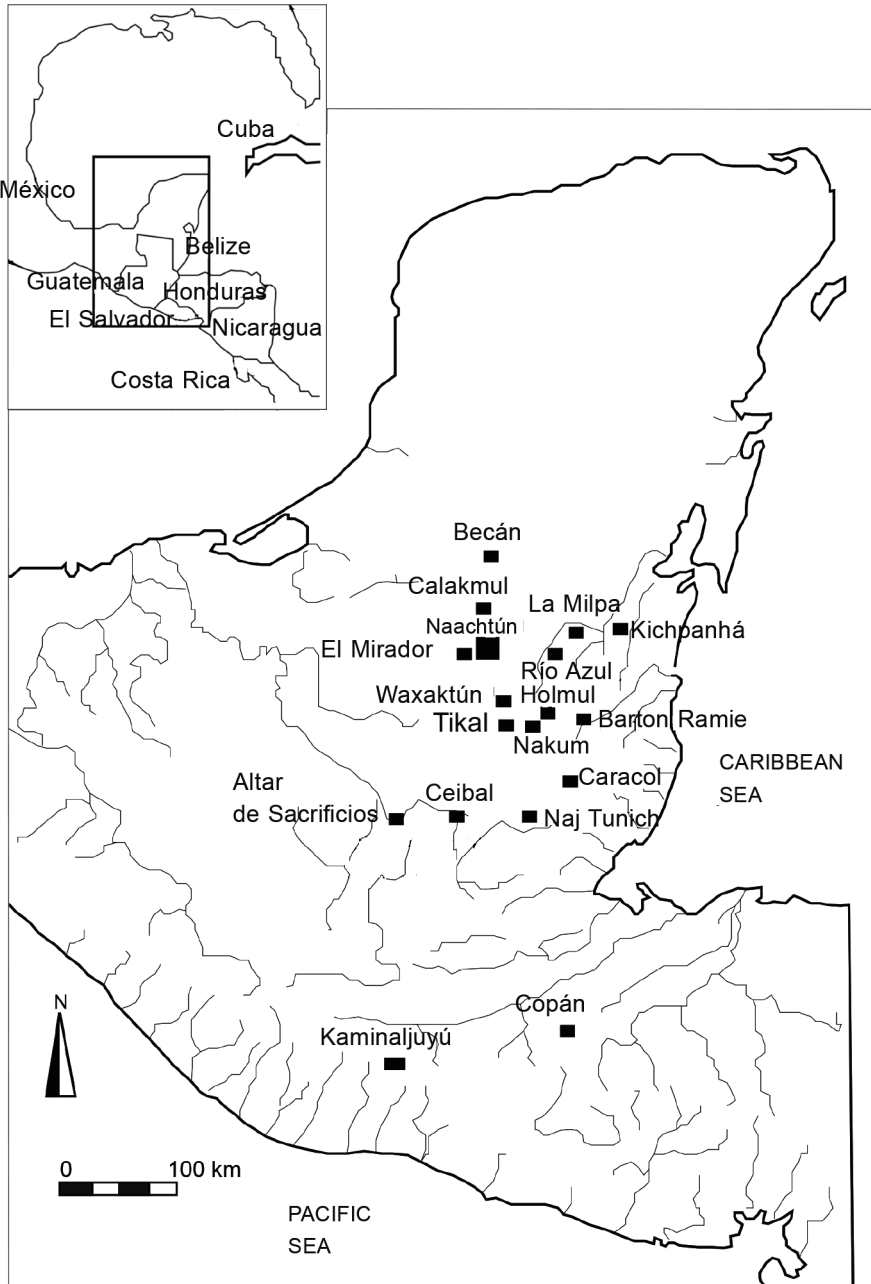 Cuba
México
Belize
Guatemala
Honduras
El Salvador
Nicaragua
Costa Rica
Becán
Calakmul
La Milpa
Naachtún
Kichpanhá
El Mirador
Río Azul
Waxaktún
Holmul
Tikal
Barton Ramie
Nakum
CARIBBEAN
SEA
Caracol
Altar
de Sacrificios
Ceibal
Naj Tunich
N
Copán
Kaminaljuyú
0
100 km
PACIFIC
SEA